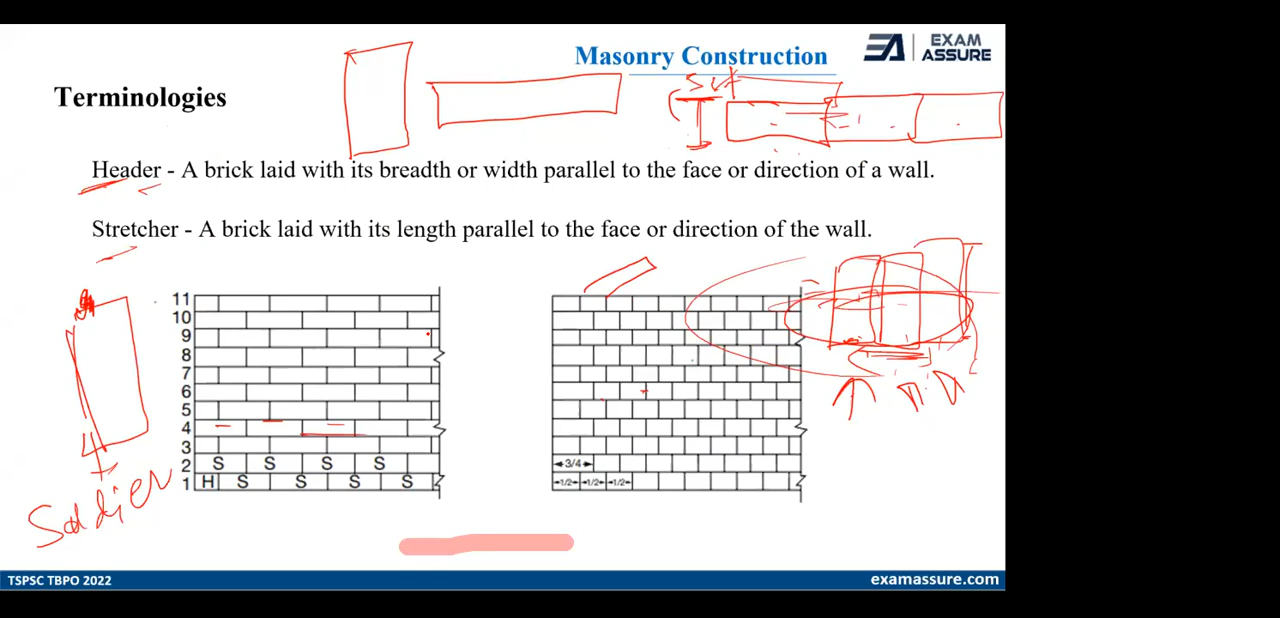 Masonry Construction
EXAM
ASSURE
Terminologies
Header - A brick laid with its breadth or width parallel to the face or direction of a wall.
Stretcher - A brick laid with its length parallel to the face or direction of the wall.
11
10
9
8
7
6
5
4
3
2 S S S S
1 H S S S S
3/4
1/2 1/2 1/2
Soldier
TSPSC TBPO 2022
examassure.com